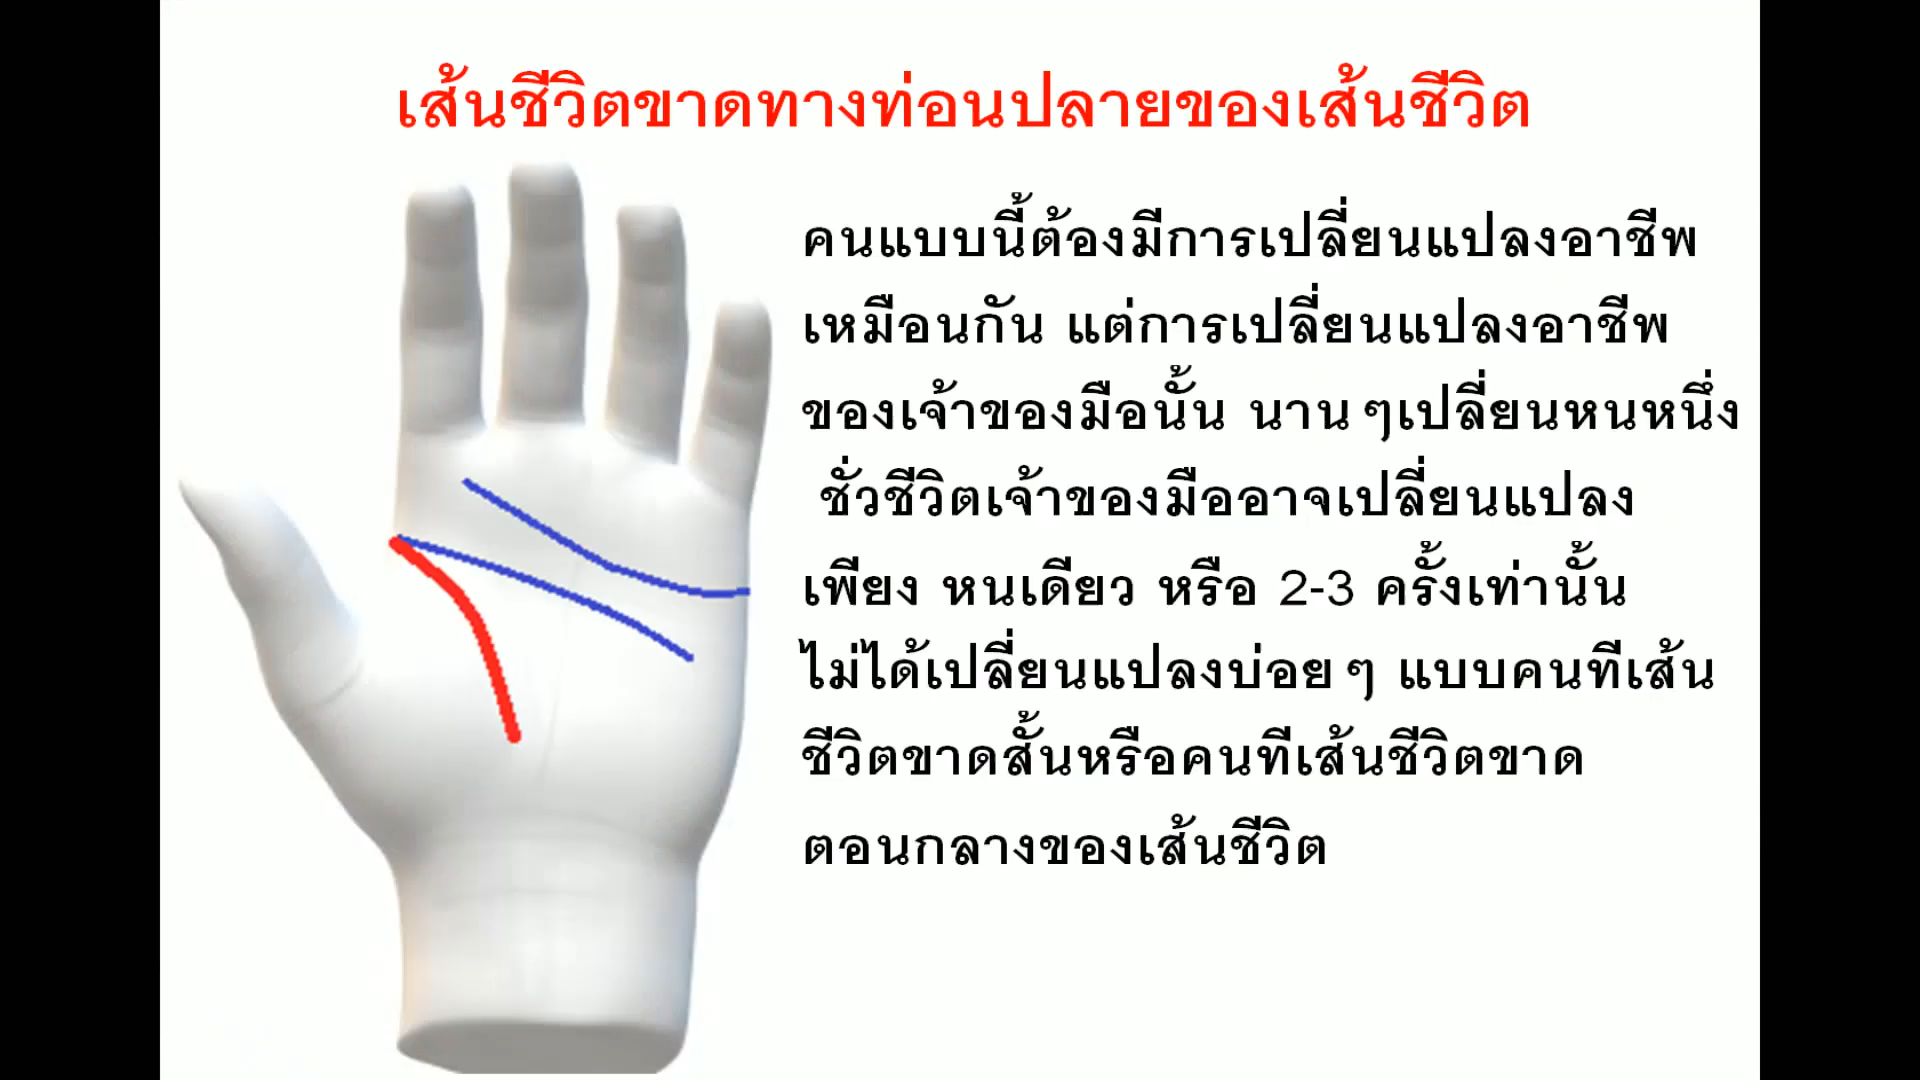 เส้นชีวิตขาดทางท่อนปลายของเส้นชีวิต
คนแบบนี้ต้องมีการเปลี่ยนแปลงอาชีพ
เหมือนกัน แต่การเปลี่ยนแปลงอาชีพ
ของเจ้าของมือนั้น นานๆเปลี่ยนหนหนึ่ง
ชั่วชีวิตเจ้าของมืออาจเปลี่ยนแปลง
เพียง หนเดียว หรือ 2-3 ครั้งเท่านั้น
ไม่ได้เปลี่ยนแปลงบ่อยๆ แบบคนทีเส้น
ชีวิตขาดสั้นหรือคนทีเส้นชีวิตขาด
ตอนกลางของเส้นชีวิต